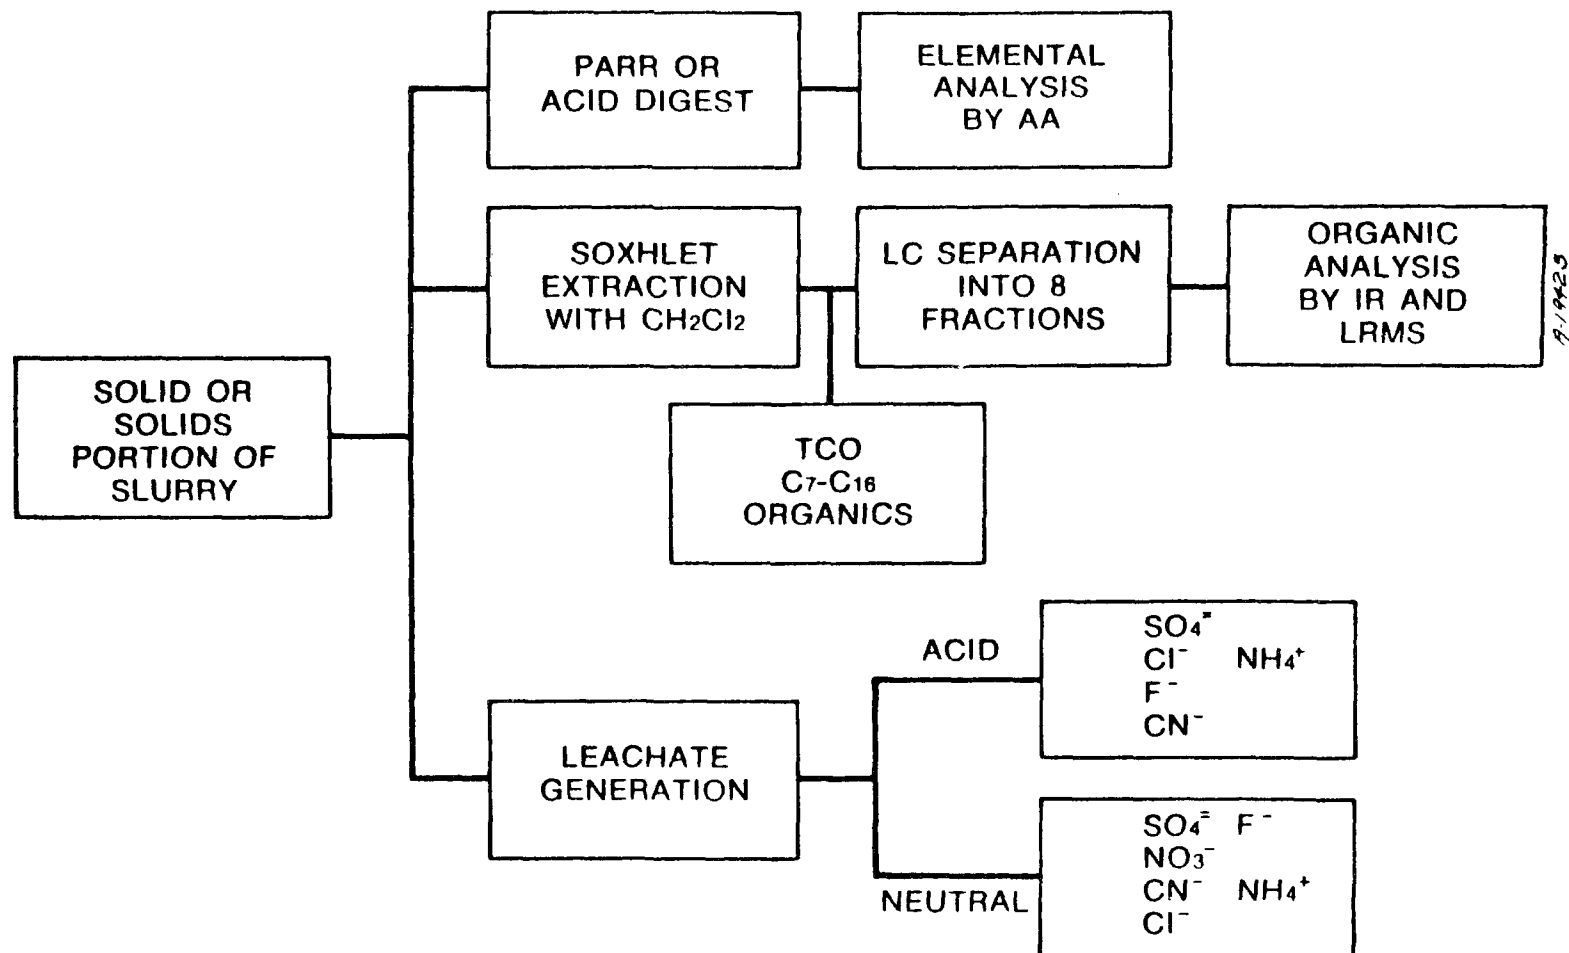 PARR OR
ACID DIGEST
ELEMENTAL
ANALYSIS
BY AA
SOXHLET
EXTRACTION
WITH CH₂Cl₂
LC SEPARATION
INTO 8
FRACTIONS
ORGANIC
ANALYSIS
BY IR AND
LRMS
A-19423
SOLID OR
SOLIDS
PORTION OF
SLURRY
TCO
C₇-C₁₆
ORGANICS
LEACHATE
GENERATION
ACID
SO₄⁼
Cl⁻ NH₄⁺
F⁻
CN⁻
NEUTRAL
SO₄⁼ F⁻
NO₃⁻
CN⁻ NH₄⁺
Cl⁻